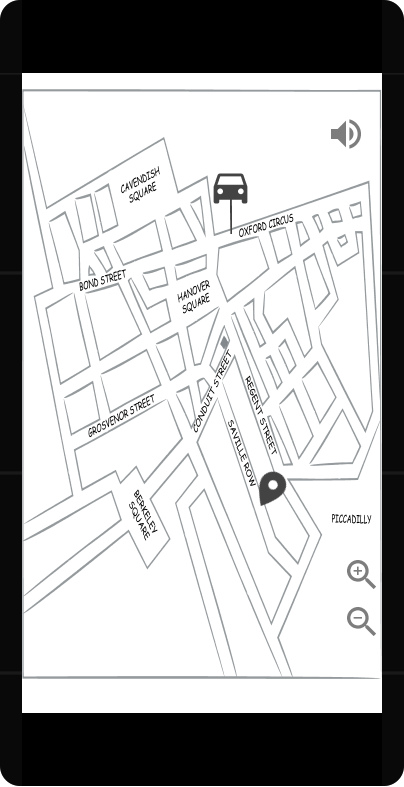 CAVENDISH
SQUARE
OXFORD CIRCUS
BOND STREET
HANOVER
SQUARE
CONDUIT STREET
GROSVENOR STREET
REGENT STREET
SAVILLE ROW
BERKELEY
SQUARE
PICCADILLY